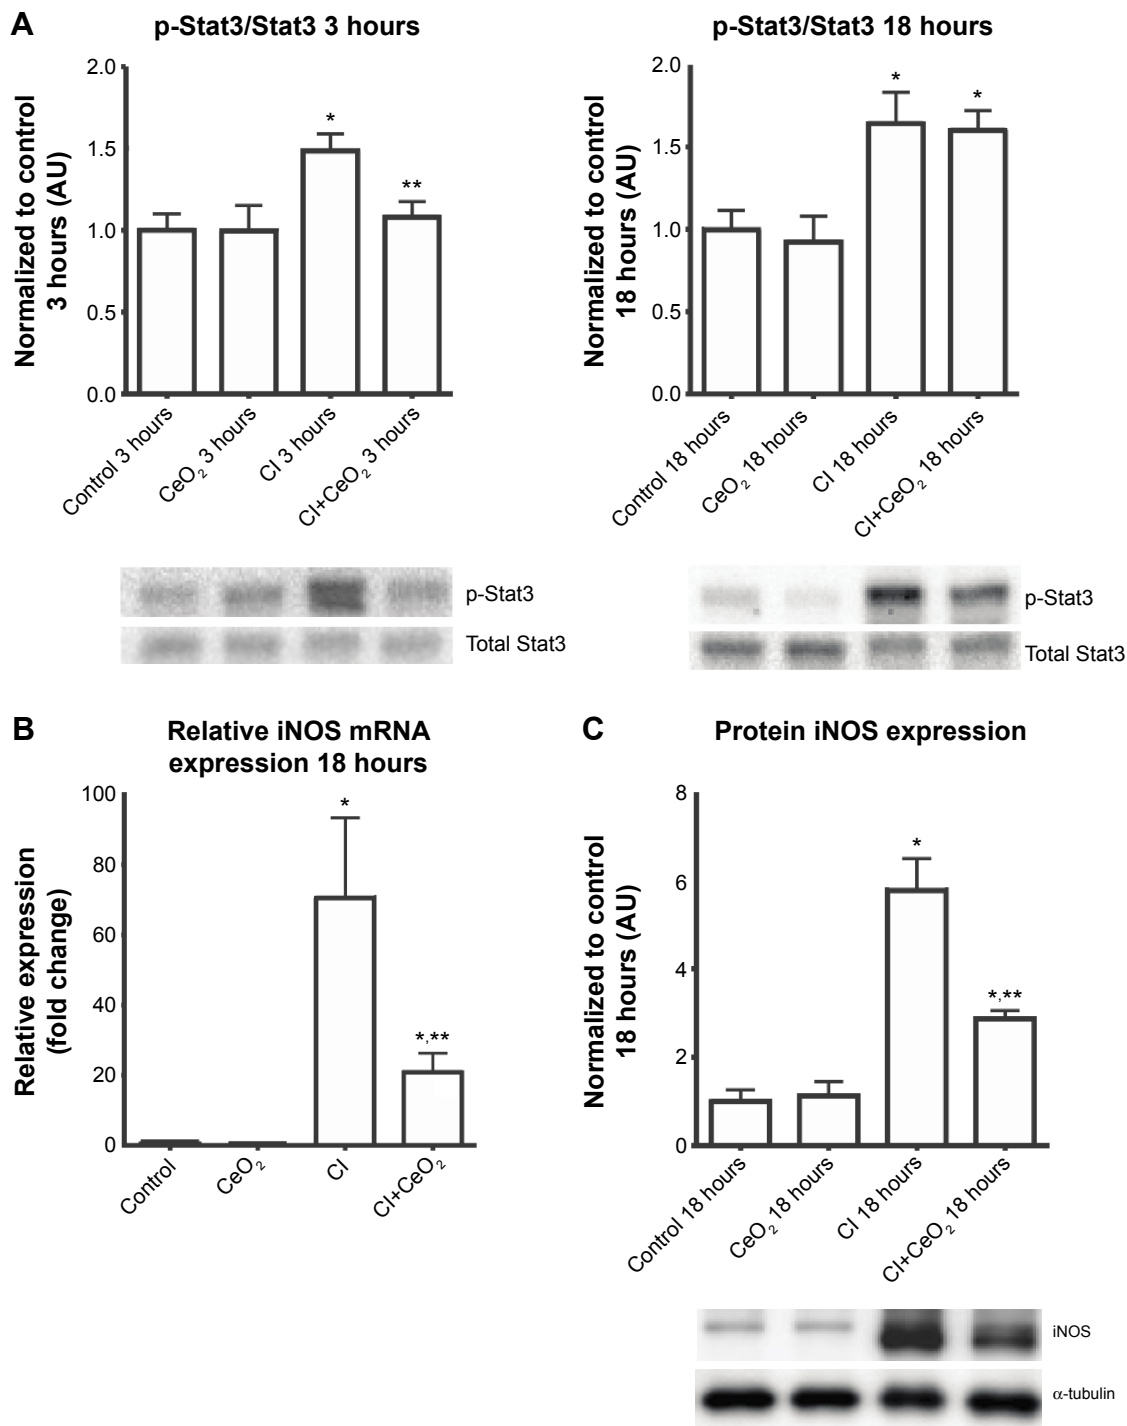 A
p-Stat3/Stat3 3 hours
Normalized to control
3 hours (AU)
2.0
1.5
1.0
0.5
0.0
*
**
Control 3 hours
CeO₂ 3 hours
CI 3 hours
CI+CeO₂ 3 hours
p-Stat3
Total Stat3
p-Stat3/Stat3 18 hours
Normalized to control
18 hours (AU)
2.0
1.5
1.0
0.5
0.0
*
*
Control 18 hours
CeO₂ 18 hours
CI 18 hours
CI+CeO₂ 18 hours
p-Stat3
Total Stat3
B
Relative iNOS mRNA
expression 18 hours
Relative expression
(fold change)
100
80
60
40
20
0
*
*,**
Control
CeO₂
CI
CI+CeO₂
C
Protein iNOS expression
Normalized to control
18 hours (AU)
8
6
4
2
0
*
*,**
Control 18 hours
CeO₂ 18 hours
CI 18 hours
CI+CeO₂ 18 hours
iNOS
α-tubulin